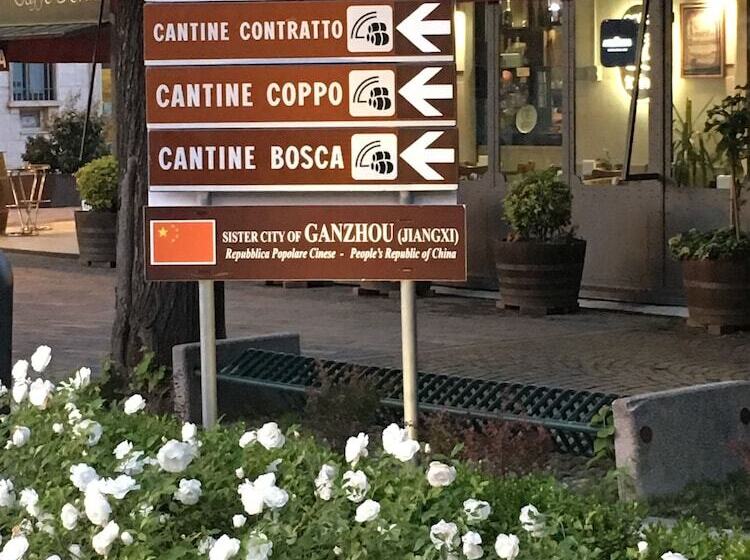 CANTINE CONTRATTO
CANTINE COPPO
CANTINE BOSCA
SISTER CITY OF GANZHOU (JIANGXI)
Repubblica Popolare Cinese - People's Republic of China